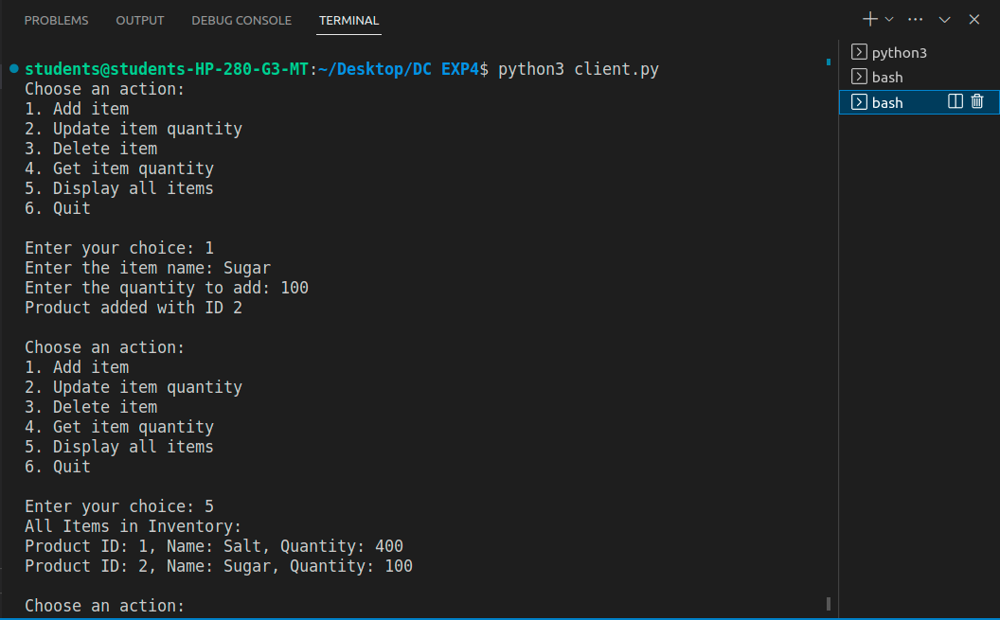 PROBLEMS OUTPUT DEBUG CONSOLE TERMINAL
students@students-HP-280-G3-MT:~/Desktop/DC EXP4$ python3 client.py
Choose an action:
1. Add item
2. Update item quantity
3. Delete item
4. Get item quantity
5. Display all items
6. Quit
Enter your choice: 1
Enter the item name: Sugar
Enter the quantity to add: 100
Product added with ID 2
Choose an action:
1. Add item
2. Update item quantity
3. Delete item
4. Get item quantity
5. Display all items
6. Quit
Enter your choice: 5
All Items in Inventory:
Product ID: 1, Name: Salt, Quantity: 400
Product ID: 2, Name: Sugar, Quantity: 100
Choose an action:
python3
bash
bash